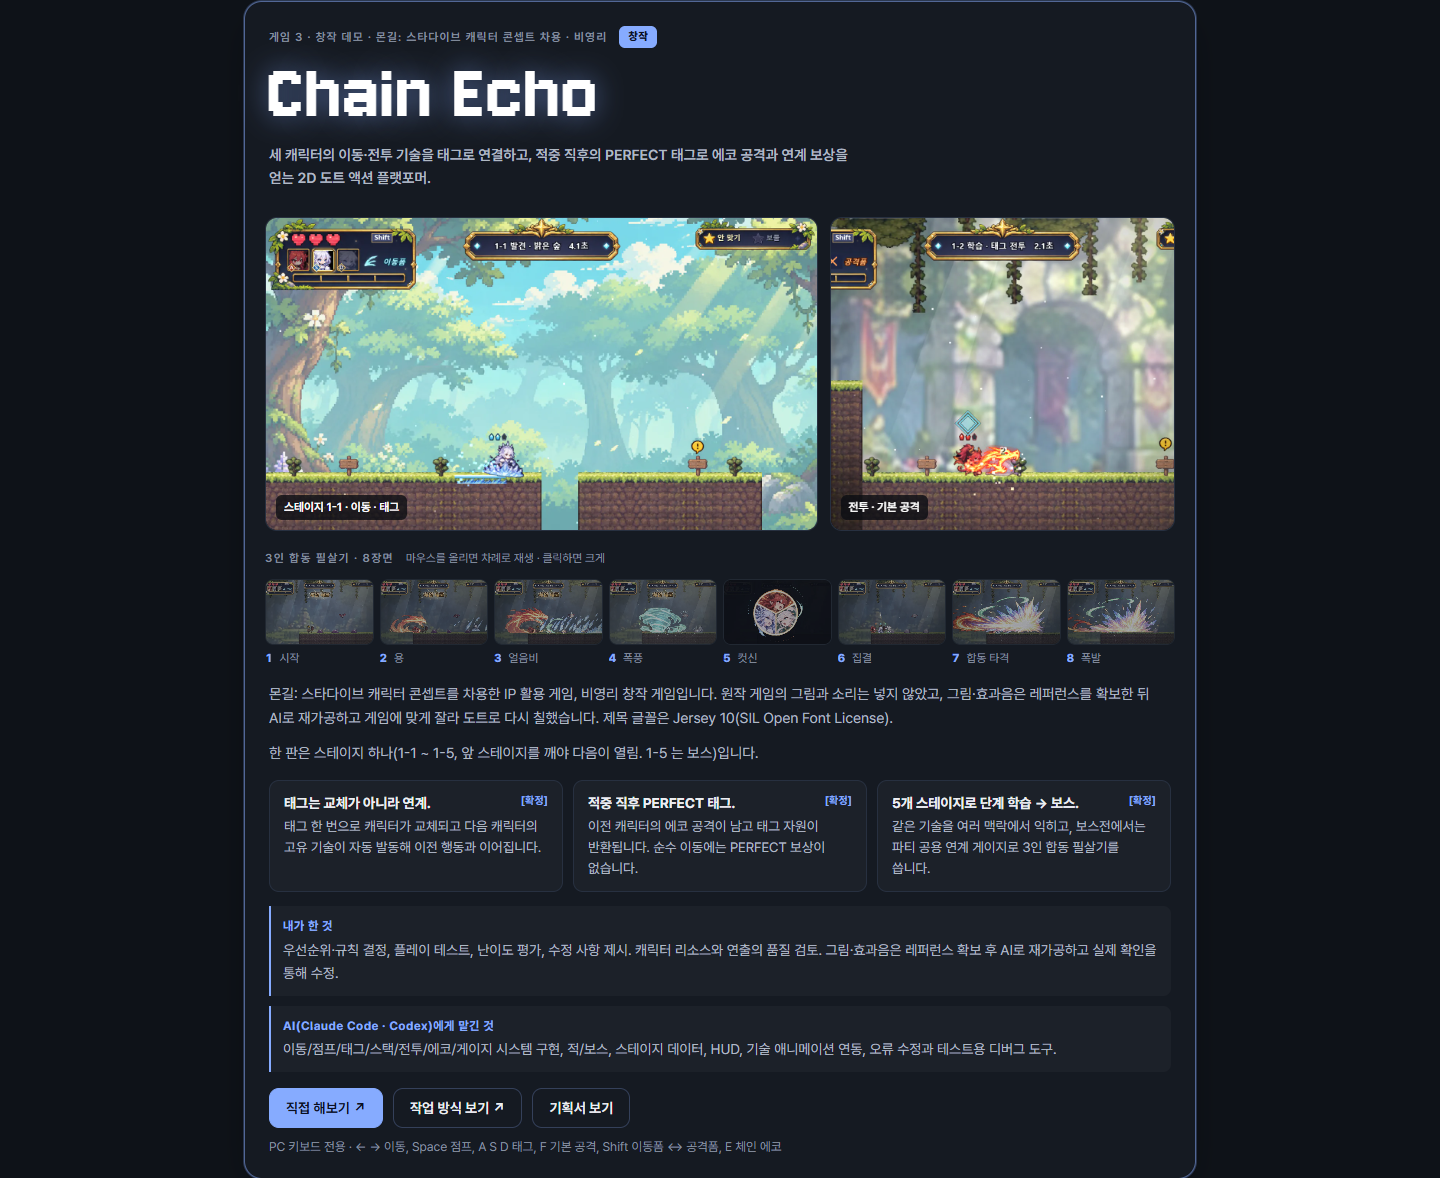 게임 3 · 창작 데모 · 몬길: 스타다이브 캐릭터 콘셉트 차용 · 비영리 창작
Chain Echo
세 캐릭터의 이동·전투 기술을 태그로 연결하고, 적중 직후의 PERFECT 태그로 에코 공격과 연계 보상을
얻는 2D 도트 액션 플랫포머.
Shift
이동폼
1-1 발견 · 맑은 숲 4.1초
안 맞기
보물
스테이지 1-1 · 이동 · 태그
Shift
공격폼
1-2 학습 · 태그 전투 2.1초
전투 · 기본 공격
3인 합동 필살기 · 8장면 마우스를 올리면 차례로 재생 · 클릭하면 크게
1 시작
2 용
3 얼음비
4 폭풍
5 컷신
6 집결
7 합동 타격
8 폭발
몬길: 스타다이브 캐릭터 콘셉트를 차용한 IP 활용 게임, 비영리 창작 게임입니다. 원작 게임의 그림과 소리는 넣지 않았고, 그림·효과음은 레퍼런스를 확보한 뒤
AI로 재가공하고 게임에 맞게 잘라 도트로 다시 칠했습니다. 제목 글꼴은 Jersey 10(SIL Open Font License).
한 판은 스테이지 하나(1-1 ~ 1-5, 앞 스테이지를 깨야 다음이 열림. 1-5 는 보스)입니다.
태그는 교체가 아니라 연계. [확정]
태그 한 번으로 캐릭터가 교체되고 다음 캐릭터의
고유 기술이 자동 발동해 이전 행동과 이어집니다.
적중 직후 PERFECT 태그. [확정]
이전 캐릭터의 에코 공격이 남고 태그 자원이
반환됩니다. 순수 이동에는 PERFECT 보상이
없습니다.
5개 스테이지로 단계 학습 → 보스. [확정]
같은 기술을 여러 맥락에서 익히고, 보스전에서는
파티 공용 연계 게이지로 3인 합동 필살기를
씁니다.
내가 한 것
우선순위·규칙 결정, 플레이 테스트, 난이도 평가, 수정 사항 제시. 캐릭터 리소스와 연출의 품질 검토. 그림·효과음은 레퍼런스 확보 후 AI로 재가공하고 실제 확인을
통해 수정.
AI(Claude Code · Codex)에게 맡긴 것
이동/점프/태그/스택/전투/에코/게이지 시스템 구현, 적/보스, 스테이지 데이터, HUD, 기술 애니메이션 연동, 오류 수정과 테스트용 디버그 도구.
직접 해보기 ↗
작업 방식 보기 ↗
기획서 보기
PC 키보드 전용 · ← → 이동, Space 점프, A S D 태그, F 기본 공격, Shift 이동폼 ↔ 공격폼, E 체인 에코